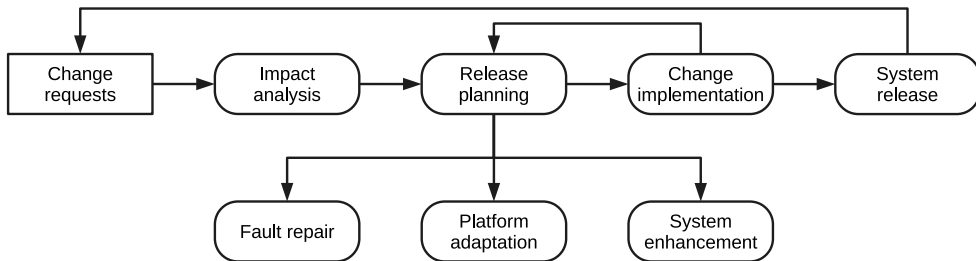 Change
requests
Impact
analysis
Release
planning
Change
implementation
System
release
Fault repair
Platform
adaptation
System
enhancement